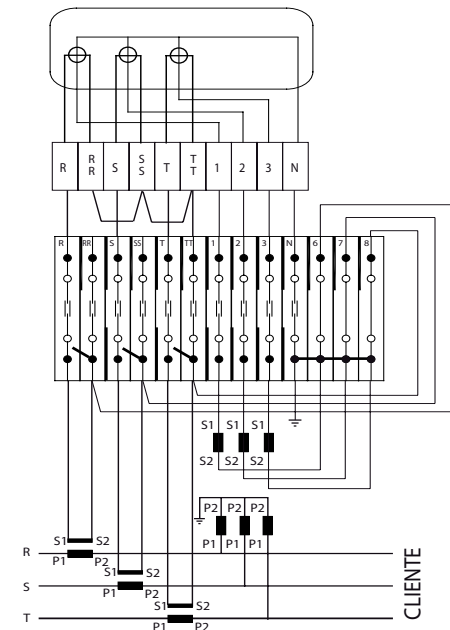 R RR S SS T TT 1 2 3 N
R RR S SS T TT 1 2 3 N 6 7 8
S1 S1 S1
S2 S2 S2
P2 P2 P2
P1 P1 P1
S1 S2
R P1 P2
S1 S2
S P1 P2
S1 S2
T P1 P2
CLIENTE